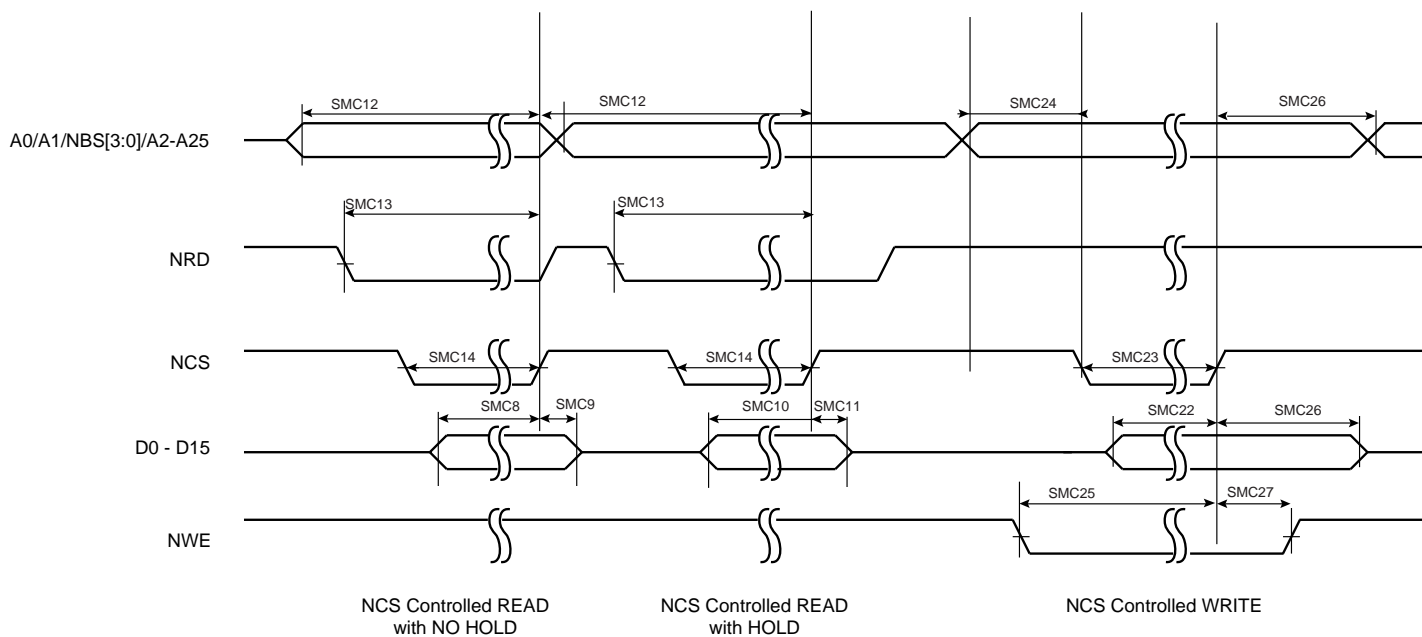 SMC12
SMC12
SMC24
SMC26
A0/A1/NBS[3:0]/A2-A25
SMC13
SMC13
NRD
NCS
SMC14
SMC14
SMC23
SMC8
SMC9
SMC10
SMC11
SMC22
SMC26
D0 - D15
SMC25
SMC27
NWE
NCS Controlled READ
with NO HOLD
NCS Controlled READ
with HOLD
NCS Controlled WRITE